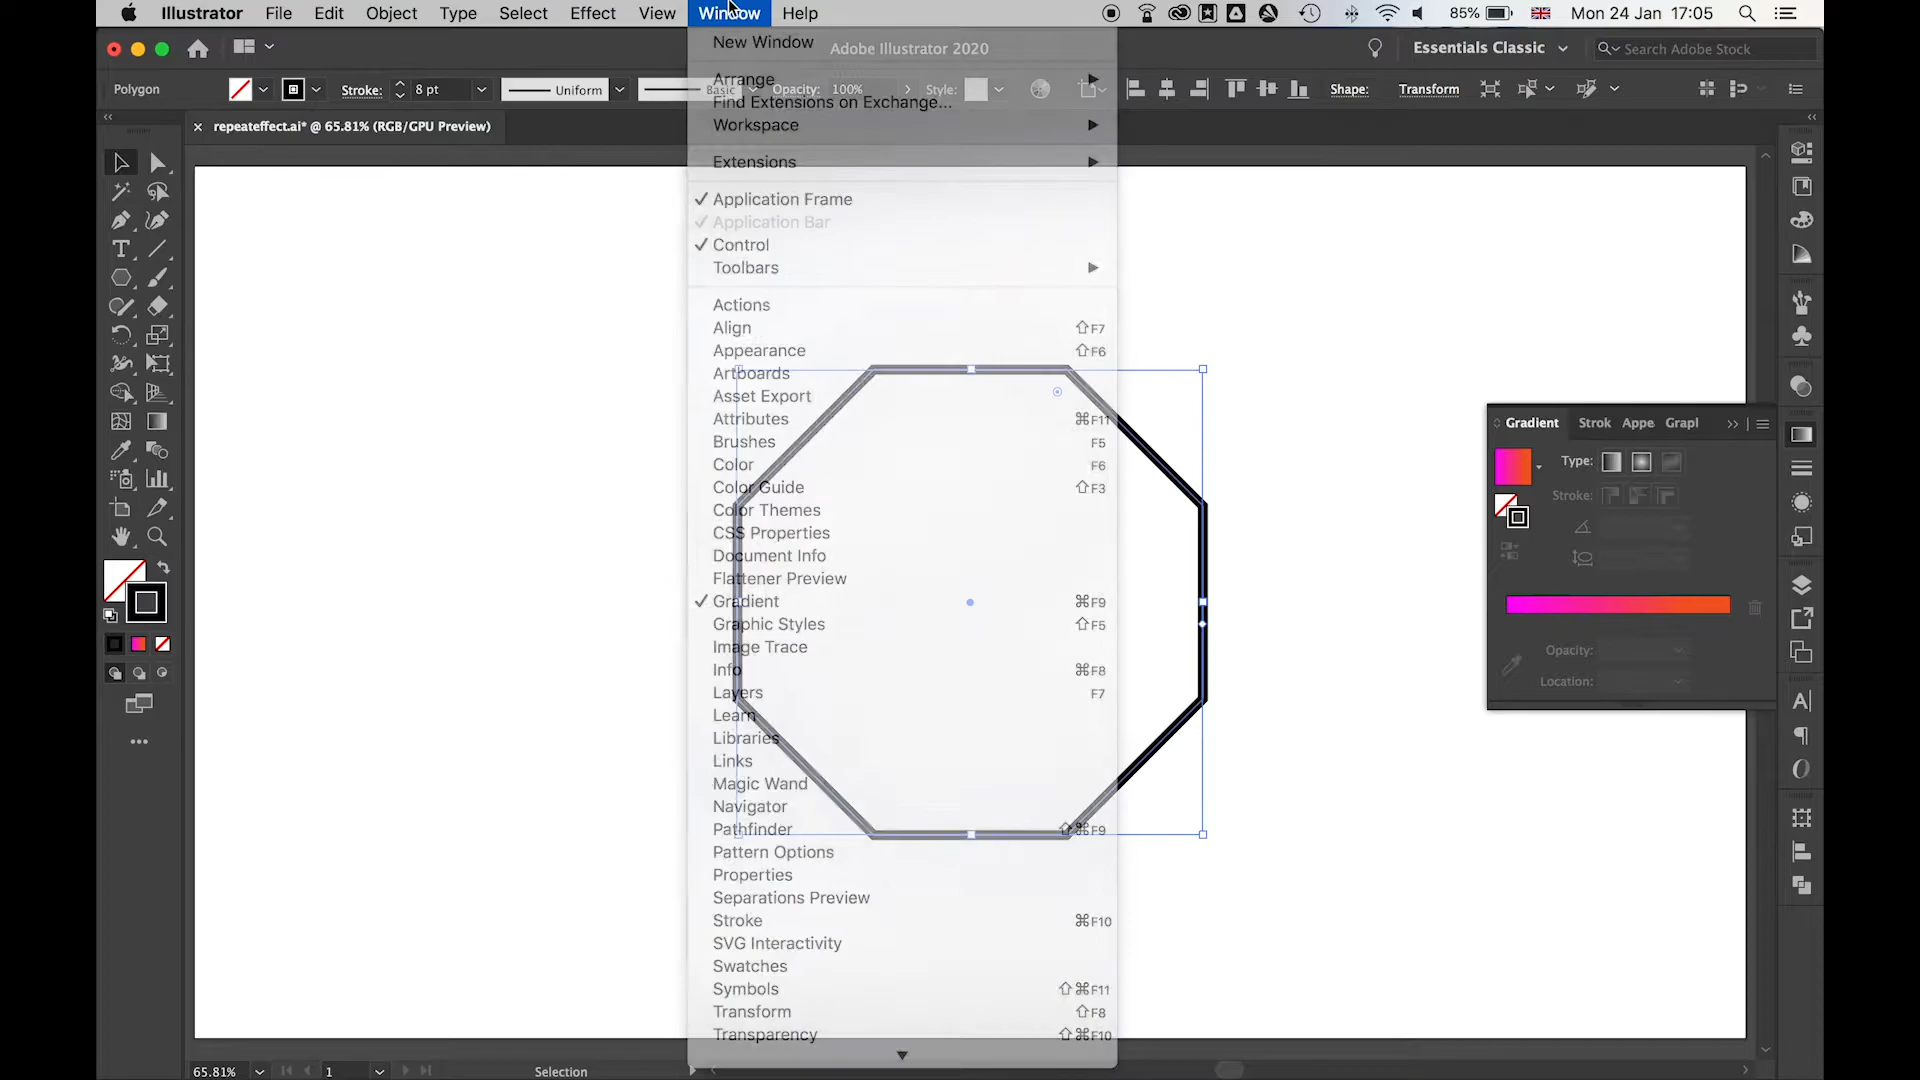 Illustrator File Edit Object Type Select Effect View Window Help 85% Mon 24 Jan 17:05
New Window
Adobe Illustrator 2020
Essentials Classic
Search Adobe Stock
Polygon Stroke: 8 pt Uniform Basic Opacity: 100% Style: Shape: Transform
Arrange
Find Extensions on Exchange...
Workspace
repeateffect.ai* @ 65.81% (RGB/GPU Preview)
Extensions
Application Frame
Application Bar
Control
Toolbars
Actions
Align ⇧F7
Appearance ⇧F6
Artboards
Asset Export
Attributes ⌘F11
Brushes F5
Color F6
Color Guide ⇧F3
Color Themes
CSS Properties
Document Info
Flattener Preview
Gradient ⌘F9
Graphic Styles ⇧F5
Image Trace
Info ⌘F8
Layers F7
Learn
Libraries
Links
Magic Wand
Navigator
Pathfinder ⇧⌘F9
Pattern Options
Properties
Separations Preview
Stroke ⌘F10
SVG Interactivity
Swatches
Symbols ⇧⌘F11
Transform ⇧F8
Transparency ⇧⌘F10
Gradient Strok Appe Grapl
Type:
Stroke:
Opacity:
Location:
65.81% 1 Selection